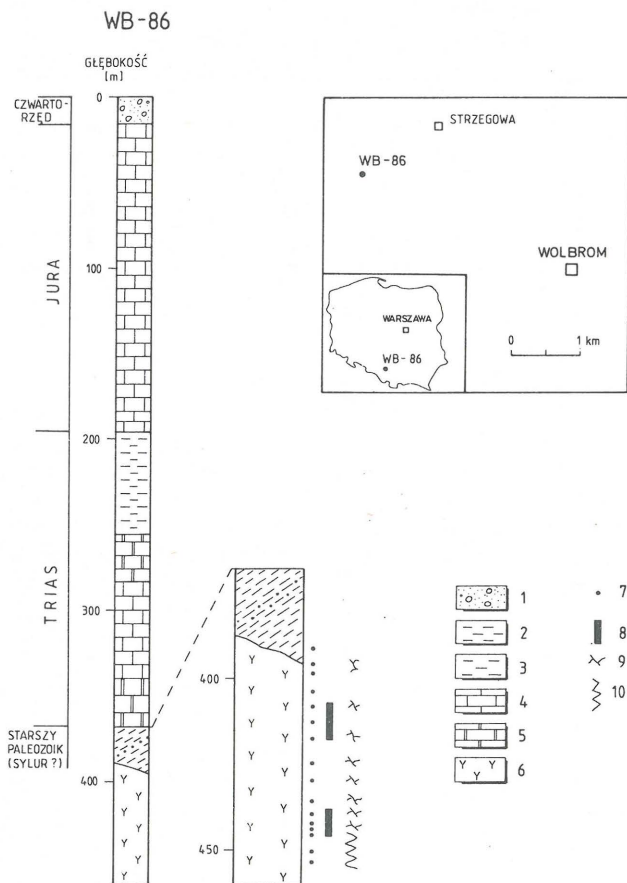 WB-86
GŁĘBOKOŚĆ
[m]
0
CZWARTO-
RZĘD
JURA
100
200
TRIAS
300
STARSZY
PALEOZOIK
(SYLUR ?)
400
400
450
STRZEGOWA
WB-86
WOLBROM
WARSZAWA
WB-86
0 1 km
1
2
3
4
5
6
7
8
9
10
Y Y Y Y Y Y Y Y Y Y Y Y
Y Y Y Y Y Y Y Y Y Y Y Y Y
Y Y Y